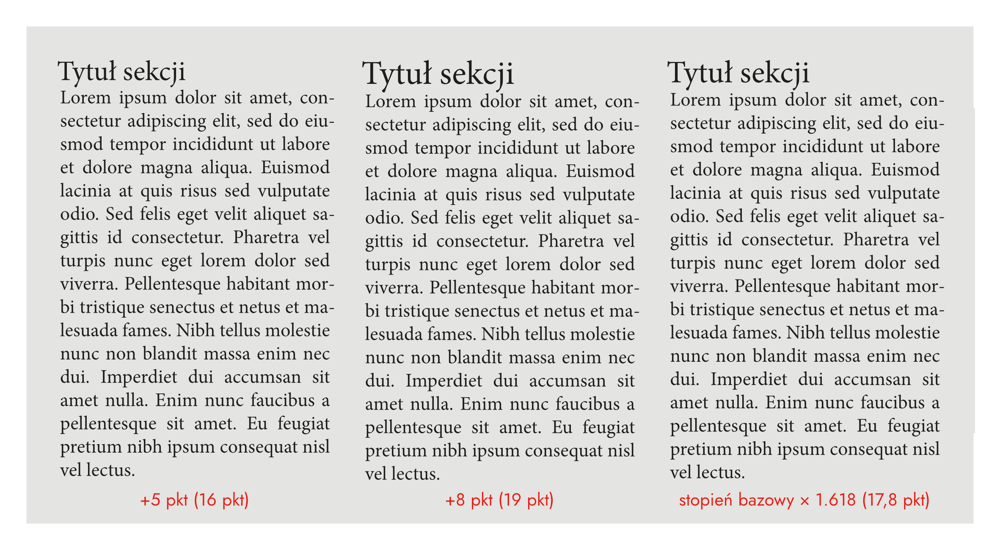 Tytuł sekcji
Lorem ipsum dolor sit amet, con-
sectetur adipiscing elit, sed do eiu-
smod tempor incididunt ut labore
et dolore magna aliqua. Euismod
lacinia at quis risus sed vulputate
odio. Sed felis eget velit aliquet sa-
gittis id consectetur. Pharetra vel
turpis nunc eget lorem dolor sed
viverra. Pellentesque habitant mor-
bi tristique senectus et netus et ma-
lesuada fames. Nibh tellus molestie
nunc non blandit massa enim nec
dui. Imperdiet dui accumsan sit
amet nulla. Enim nunc faucibus a
pellentesque sit amet. Eu feugiat
pretium nibh ipsum consequat nisl
vel lectus.
+5 pkt (16 pkt)
Tytuł sekcji
Lorem ipsum dolor sit amet, con-
sectetur adipiscing elit, sed do eiu-
smod tempor incididunt ut labore
et dolore magna aliqua. Euismod
lacinia at quis risus sed vulputate
odio. Sed felis eget velit aliquet sa-
gittis id consectetur. Pharetra vel
turpis nunc eget lorem dolor sed
viverra. Pellentesque habitant mor-
bi tristique senectus et netus et ma-
lesuada fames. Nibh tellus molestie
nunc non blandit massa enim nec
dui. Imperdiet dui accumsan sit
amet nulla. Enim nunc faucibus a
pellentesque sit amet. Eu feugiat
pretium nibh ipsum consequat nisl
vel lectus.
+8 pkt (19 pkt)
Tytuł sekcji
Lorem ipsum dolor sit amet, con-
sectetur adipiscing elit, sed do eiu-
smod tempor incididunt ut labore
et dolore magna aliqua. Euismod
lacinia at quis risus sed vulputate
odio. Sed felis eget velit aliquet sa-
gittis id consectetur. Pharetra vel
turpis nunc eget lorem dolor sed
viverra. Pellentesque habitant mor-
bi tristique senectus et netus et ma-
lesuada fames. Nibh tellus molestie
nunc non blandit massa enim nec
dui. Imperdiet dui accumsan sit
amet nulla. Enim nunc faucibus a
pellentesque sit amet. Eu feugiat
pretium nibh ipsum consequat nisl
vel lectus.
stopień bazowy × 1.618 (17,8 pkt)